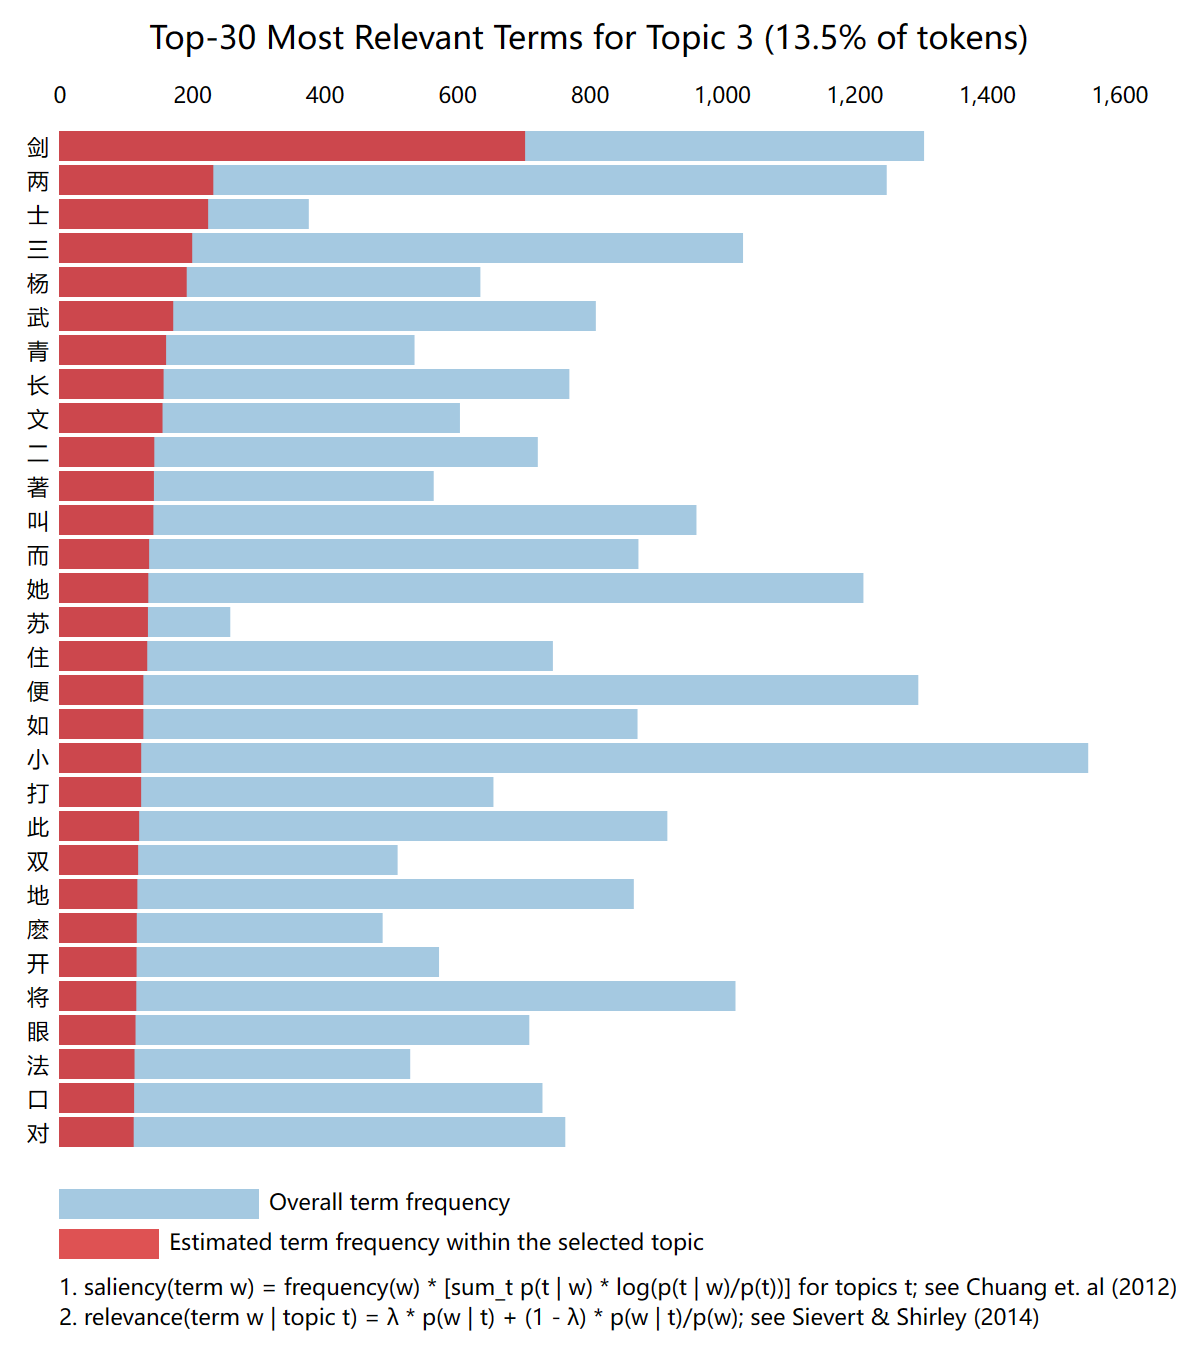 Top-30 Most Relevant Terms for Topic 3 (13.5% of tokens)
0 200 400 600 800 1,000 1,200 1,400 1,600
剑
两
士
三
杨
武
青
长
文
二
著
叫
而
她
苏
住
便
如
小
打
此
双
地
麽
开
将
眼
法
口
对
Overall term frequency
Estimated term frequency within the selected topic
1. saliency(term w) = frequency(w) * [sum_t p(t | w) * log(p(t | w)/p(t))] for topics t; see Chuang et. al (2012)
2. relevance(term w | topic t) = λ * p(w | t) + (1 - λ) * p(w | t)/p(w); see Sievert & Shirley (2014)